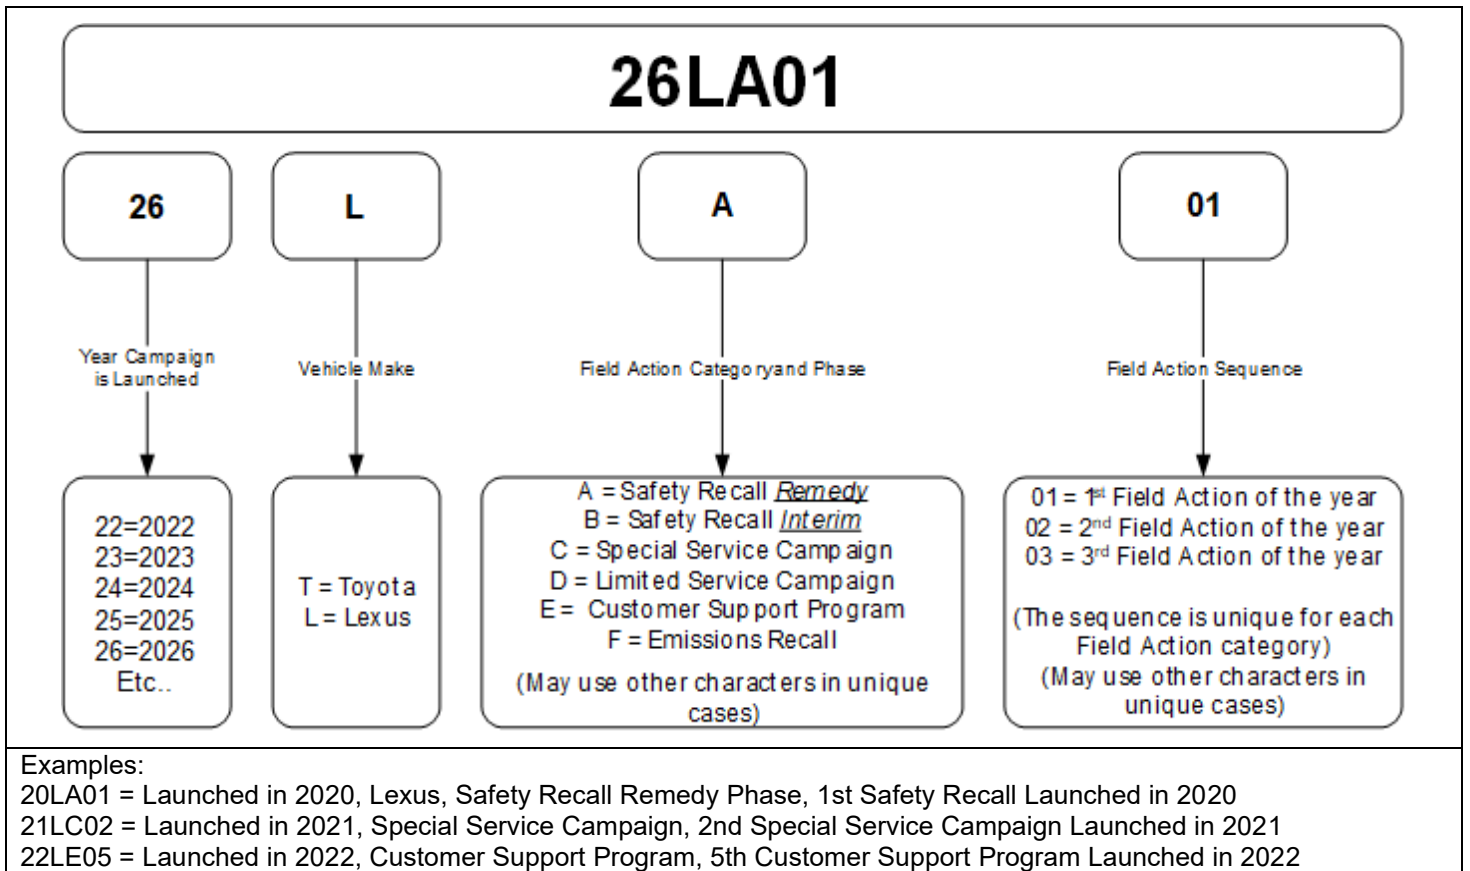 26LA01
26
L
A
01
Year Campaign
is Launched
Vehicle Make
Field Action Categoryand Phase
Field Action Sequence
22=2022
23=2023
24=2024
25=2025
26=2026
Etc..
T = Toyota
L = Lexus
A = Safety Recall Remedy
B = Safety Recall Interim
C = Special Service Campaign
D = Limited Service Campaign
E = Customer Support Program
F = Emissions Recall
(May use other characters in unique
cases)
01 = 1st Field Action of the year
02 = 2nd Field Action of the year
03 = 3rd Field Action of the year
(The sequence is unique for each
Field Action category)
(May use other characters in
unique cases)
Examples:
20LA01 = Launched in 2020, Lexus, Safety Recall Remedy Phase, 1st Safety Recall Launched in 2020
21LC02 = Launched in 2021, Special Service Campaign, 2nd Special Service Campaign Launched in 2021
22LE05 = Launched in 2022, Customer Support Program, 5th Customer Support Program Launched in 2022